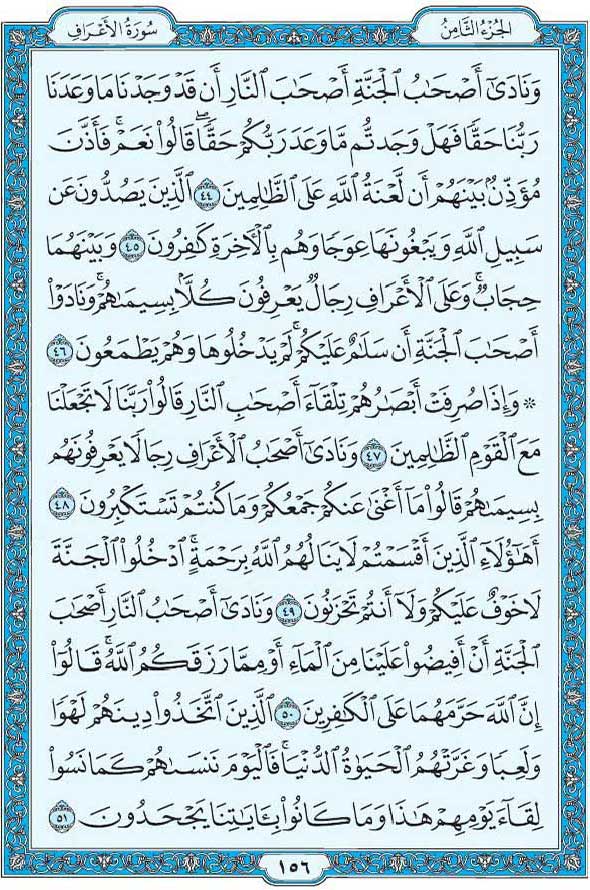 الجزء الثامن
سورة الأعراف
وَنَادَىٰٓ أَصْحَٰبُ ٱلْجَنَّةِ أَصْحَٰبَ ٱلنَّارِ أَن قَدْ وَجَدْنَا مَا وَعَدَنَا
رَبُّنَا حَقًّا فَهَلْ وَجَدتُّم مَّا وَعَدَ رَبُّكُمْ حَقًّا ۖ قَالُوا۟ نَعَمْ ۚ فَأَذَّنَ
مُؤَذِّنٌۢ بَيْنَهُمْ أَن لَّعْنَةُ ٱللَّهِ عَلَى ٱلظَّٰلِمِينَ ٤٤ ٱلَّذِينَ يَصُدُّونَ عَن
سَبِيلِ ٱللَّهِ وَيَبْغُونَهَا عِوَجًا وَهُم بِٱلْءَاخِرَةِ كَٰفِرُونَ ٤٥ وَبَيْنَهُمَا
حِجَابٌ ۚ وَعَلَى ٱلْأَعْرَافِ رِجَالٌ يَعْرِفُونَ كُلًّۢا بِسِيمَىٰهُمْ ۚ وَنَادَوْا۟
أَصْحَٰبَ ٱلْجَنَّةِ أَن سَلَٰمٌ عَلَيْكُمْ ۚ لَمْ يَدْخُلُوهَا وَهُمْ يَطْمَعُونَ ٤٦
۞ وَإِذَا صُرِفَتْ أَبْصَٰرُهُمْ تِلْقَآءَ أَصْحَٰبِ ٱلنَّارِ قَالُوا۟ رَبَّنَا لَا تَجْعَلْنَا
مَعَ ٱلْقَوْمِ ٱلظَّٰلِمِينَ ٤٧ وَنَادَىٰٓ أَصْحَٰبُ ٱلْأَعْرَافِ رِجَالًا يَعْرِفُونَهُم
بِسِيمَىٰهُمْ قَالُوا۟ مَآ أَغْنَىٰ عَنكُمْ جَمْعُكُمْ وَمَا كُنتُمْ تَسْتَكْبِرُونَ ٤٨
أَهَٰٓؤُلَآءِ ٱلَّذِينَ أَقْسَمْتُمْ لَا يَنَالُهُمُ ٱللَّهُ بِرَحْمَةٍ ۚ ٱدْخُلُوا۟ ٱلْجَنَّةَ
لَا خَوْفٌ عَلَيْكُمْ وَلَآ أَنتُمْ تَحْزَنُونَ ٤٩ وَنَادَىٰٓ أَصْحَٰبُ ٱلنَّارِ أَصْحَٰبَ
ٱلْجَنَّةِ أَنْ أَفِيضُوا۟ عَلَيْنَا مِنَ ٱلْمَآءِ أَوْ مِمَّا رَزَقَكُمُ ٱللَّهُ ۚ قَالُوٓا۟
إِنَّ ٱللَّهَ حَرَّمَهُمَا عَلَى ٱلْكَٰفِرِينَ ٥٠ ٱلَّذِينَ ٱتَّخَذُوا۟ دِينَهُمْ لَهْوًا
وَلَعِبًا وَغَرَّتْهُمُ ٱلْحَيَوٰةُ ٱلدُّنْيَا ۚ فَٱلْيَوْمَ نَنسَىٰهُمْ كَمَا نَسُوا۟
لِقَآءَ يَوْمِهِمْ هَٰذَا وَمَا كَانُوا۟ بِـَٔايَٰتِنَا يَجْحَدُونَ ٥١
١٥٦